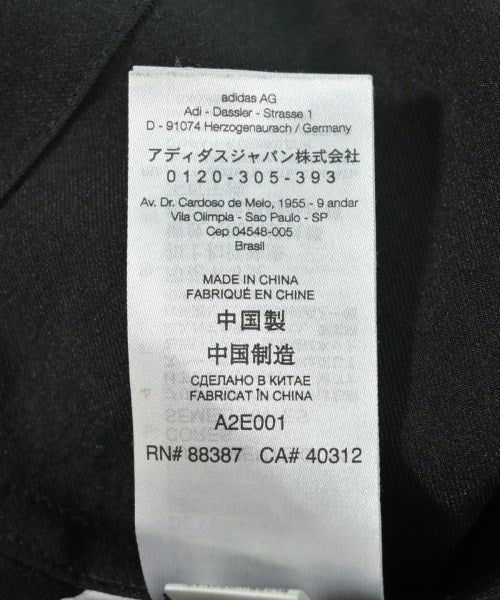 adidas AG
Adi - Dassler - Strasse 1
D - 91074 Herzogenaurach / Germany
アディダスジャパン株式会社
0120-305-393
Av. Dr. Cardoso de Melo, 1955 - 9 andar
Vila Olimpia - Sao Paulo - SP
Cep 04548-005
Brasil
MADE IN CHINA
FABRIQUÉ EN CHINE
中国製
中国制造
СДЕЛАНО В КИТАЕ
FABRICAT ÎN CHINA
A2E001
RN# 88387 CA# 40312